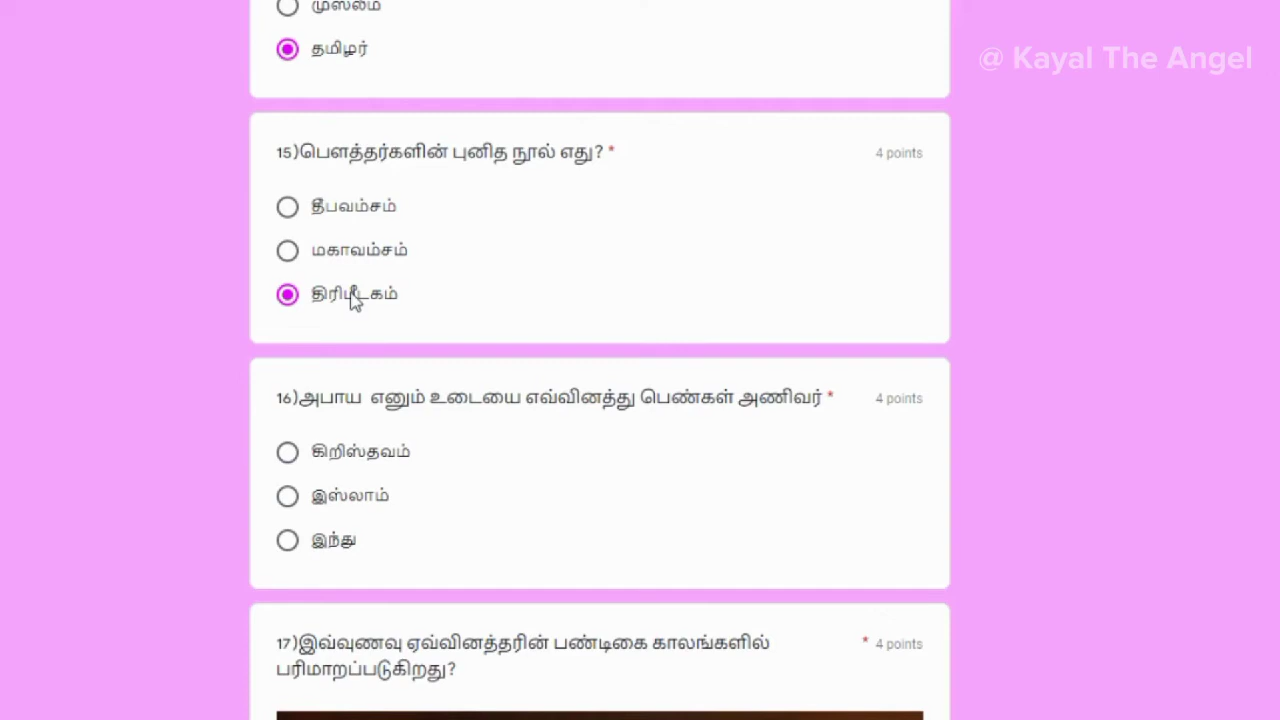 முஸ்லிம்
தமிழர்
@ Kayal The Angel
15)பௌத்தர்களின் புனித நூல் எது? *
4 points
தீபவம்சம்
மகாவம்சம்
திரிபீடகம்
16)அபாய எனும் உடையை எவ்வினத்து பெண்கள் அணிவர் *
4 points
கிறிஸ்தவம்
இஸ்லாம்
இந்து
17)இவ்வுணவு ஏவ்வினத்தரின் பண்டிகை காலங்களில்
* 4 points
பரிமாறப்படுகிறது?